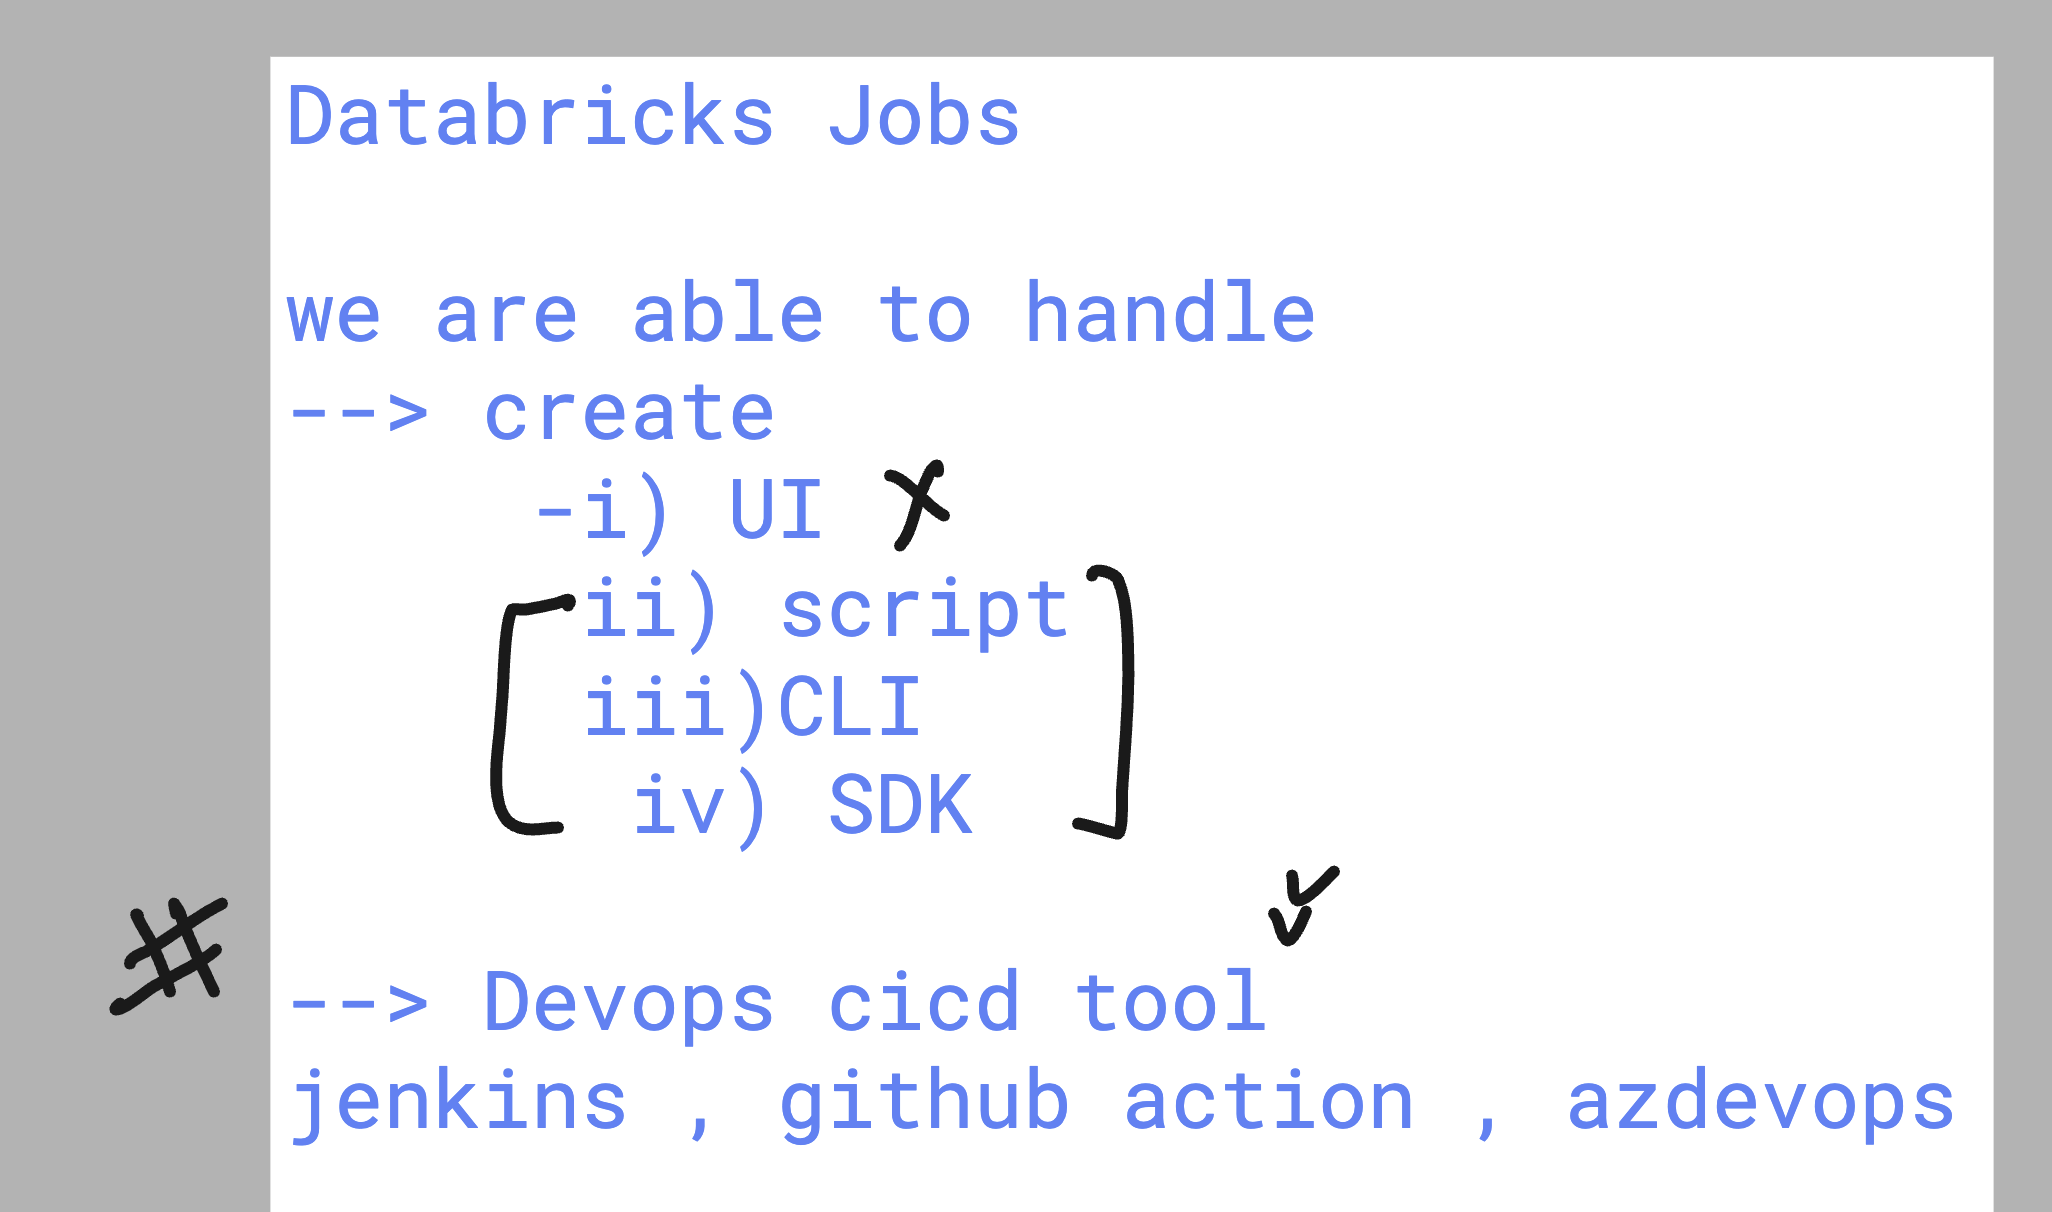 Databricks Jobs
we are able to handle
--> create
-i) UI
ii) script
iii)CLI
iv) SDK
#
--> Devops cicd tool
jenkins , github action , azdevops